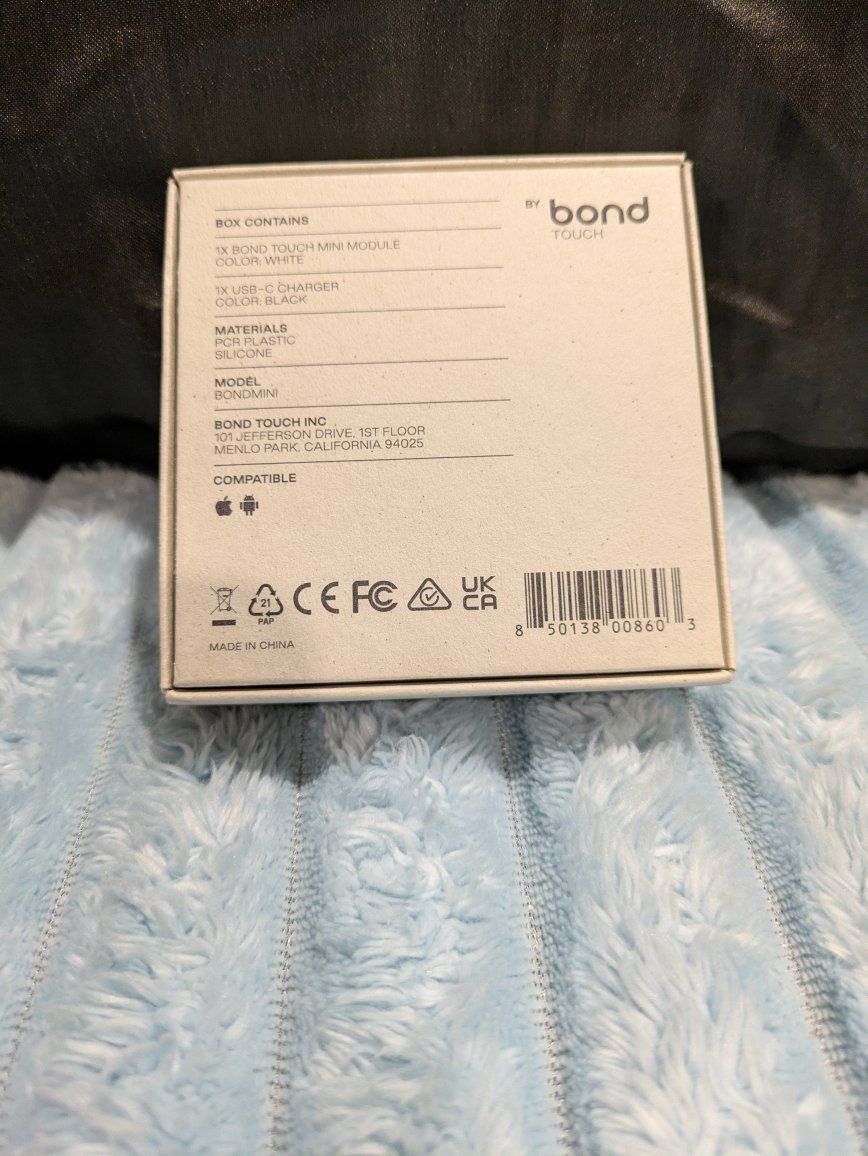 BY bond
TOUCH
BOX CONTAINS
1X BOND TOUCH MINI MODULE
COLOR: WHITE
1X USB-C CHARGER
COLOR: BLACK
MATERIALS
PCR PLASTIC
SILICONE
MODEL
BONDMINI
BOND TOUCH INC
101 JEFFERSON DRIVE, 1ST FLOOR
MENLO PARK, CALIFORNIA 94025
COMPATIBLE
21
PAP
CE FC UK
CA
8 50138 00860 3
MADE IN CHINA